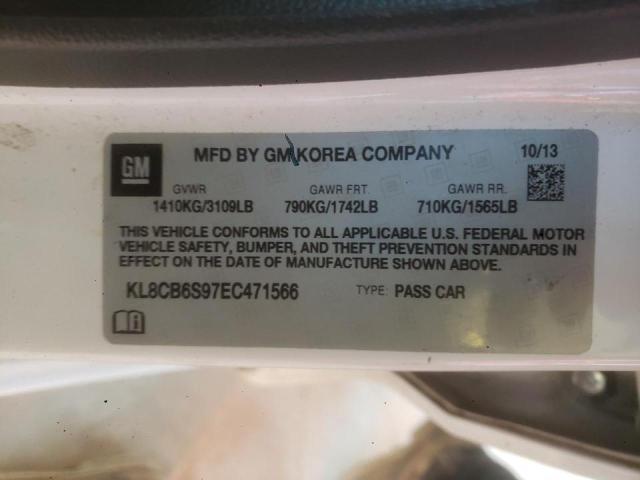 GM MFD BY GM KOREA COMPANY 10/13
GVWR GAWR FRT. GAWR RR.
1410KG/3109LB 790KG/1742LB 710KG/1565LB
THIS VEHICLE CONFORMS TO ALL APPLICABLE U.S. FEDERAL MOTOR
VEHICLE SAFETY, BUMPER, AND THEFT PREVENTION STANDARDS IN
EFFECT ON THE DATE OF MANUFACTURE SHOWN ABOVE.
KL8CB6S97EC471566 TYPE: PASS CAR